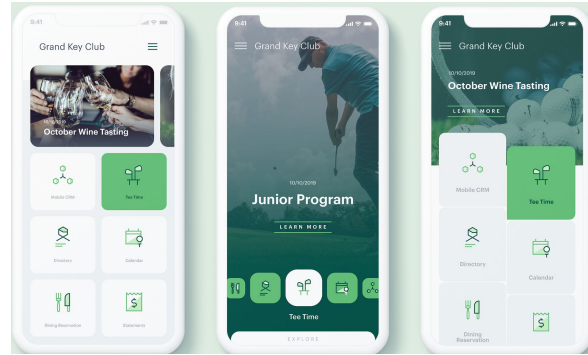 9:41
Grand Key Club
10/10/2019
October Wine Tasting
Mobile CRM
Tee Time
Directory
Calendar
Dining Reservation
Statements
9:41
Grand Key Club
10/10/2019
Junior Program
LEARN MORE
Tee Time
EXPLORE
9:41
Grand Key Club
10/10/2019
October Wine Tasting
LEARN MORE
Mobile CRM
Tee Time
Directory
Calendar
Dining
Reservation